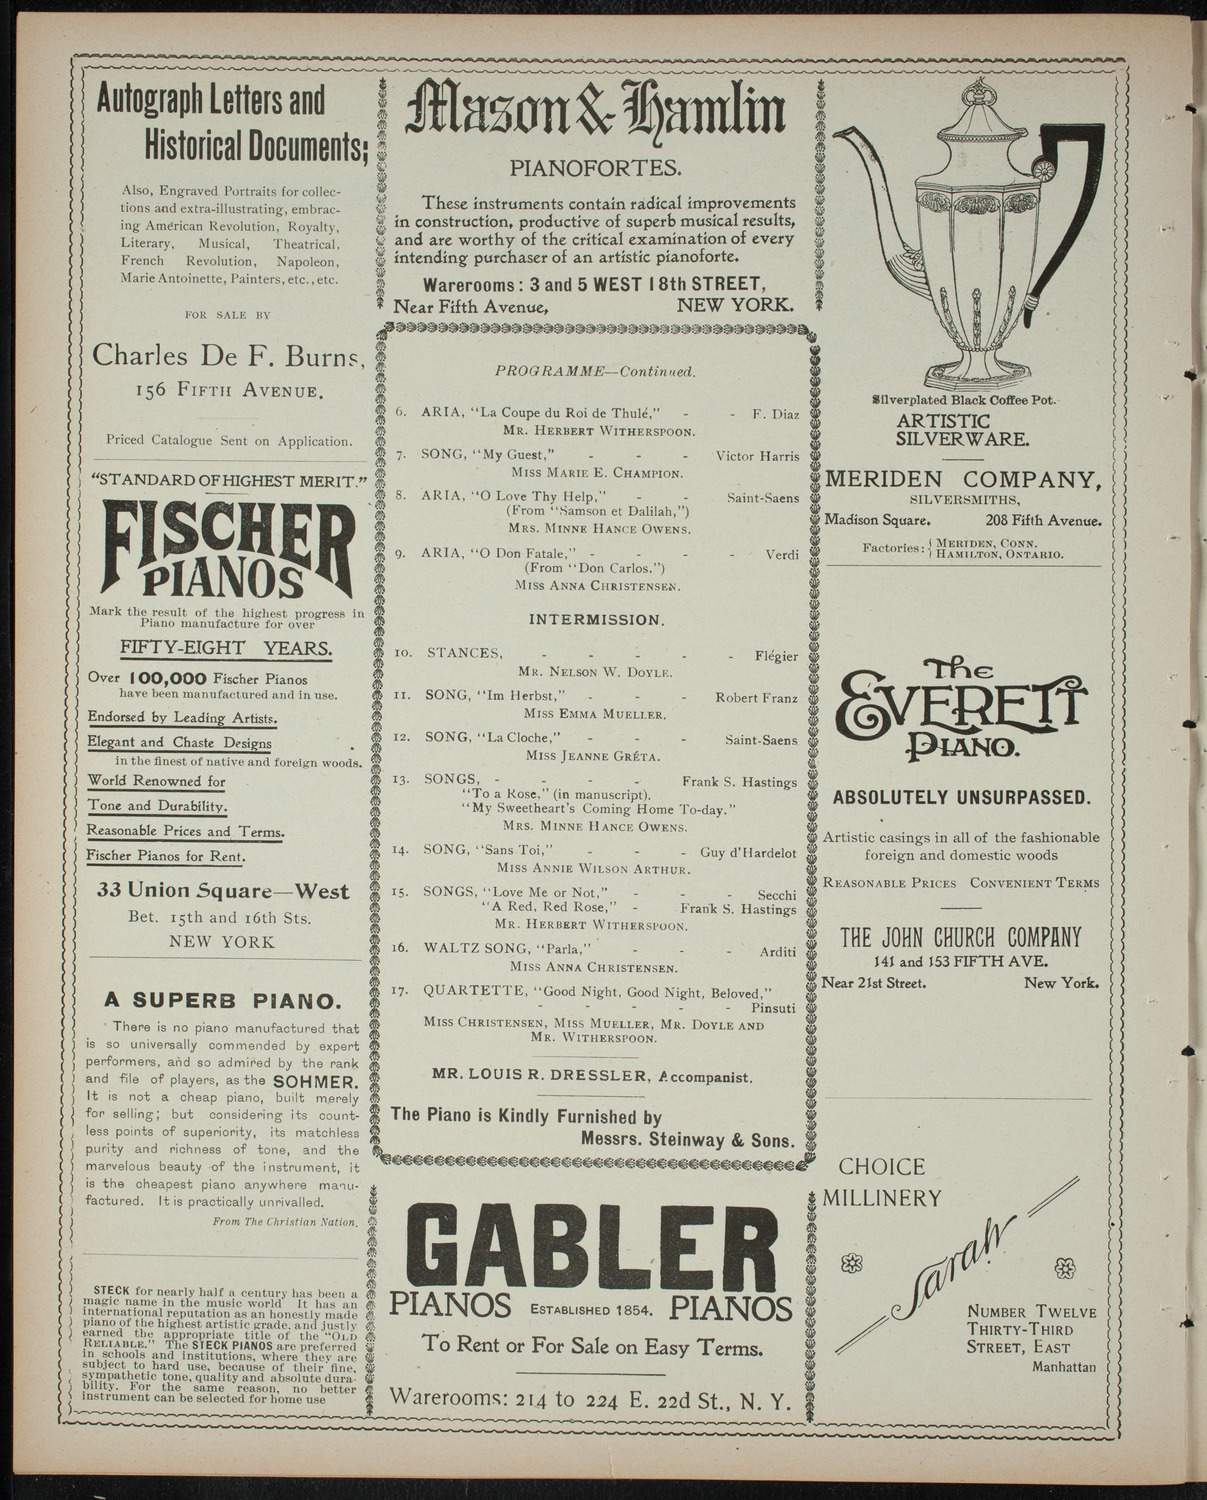 Autograph Letters and
Historical Documents;
Also, Engraved Portraits for collec-
tions and extra-illustrating, embrac-
ing American Revolution, Royalty,
Literary, Musical, Theatrical,
French Revolution, Napoleon,
Marie Antoinette, Painters, etc., etc.
FOR SALE BY
Charles De F. Burns,
156 FIFTH AVENUE.
Priced Catalogue Sent on Application.
"STANDARD OF HIGHEST MERIT."
FISCHER
PIANOS
Mark the result of the highest progress in
Piano manufacture for over
FIFTY-EIGHT YEARS.
Over 100,000 Fischer Pianos
have been manufactured and in use.
Endorsed by Leading Artists.
Elegant and Chaste Designs
in the finest of native and foreign woods.
World Renowned for
Tone and Durability.
Reasonable Prices and Terms.
Fischer Pianos for Rent.
33 Union Square—West
Bet. 15th and 16th Sts.
NEW YORK
A SUPERB PIANO.
There is no piano manufactured that
is so universally commended by expert
performers, and so admired by the rank
and file of players, as the SOHMER.
It is not a cheap piano, built merely
for selling; but considering its count-
less points of superiority, its matchless
purity and richness of tone, and the
marvelous beauty of the instrument, it
is the cheapest piano anywhere manu-
factured. It is practically unrivalled.
From The Christian Nation.
STECK for nearly half a century has been a
magic name in the music world It has an
international reputation as an honestly made
piano of the highest artistic grade, and justly
earned the appropriate title of the "OLD
RELIABLE." The STECK PIANOS are preferred
in schools and institutions, where they are
subject to hard use, because of their fine,
sympathetic tone, quality and absolute dura-
bility. For the same reason, no better
instrument can be selected for home use
Mason & Hamlin
PIANOFORTES.
These instruments contain radical improvements
in construction, productive of superb musical results,
and are worthy of the critical examination of every
intending purchaser of an artistic pianoforte.
Warerooms: 3 and 5 WEST 18th STREET,
Near Fifth Avenue, NEW YORK.
PROGRAMME—Continued.
6. ARIA, "La Coupe du Roi de Thulé," - - F. Diaz
MR. HERBERT WITHERSPOON.
7. SONG, "My Guest," - - - Victor Harris
MISS MARIE E. CHAMPION.
8. ARIA, "O Love Thy Help," - - Saint-Saens
(From "Samson et Dalilah,")
MRS. MINNE HANCE OWENS.
9. ARIA, "O Don Fatale," - - - - Verdi
(From "Don Carlos.")
MISS ANNA CHRISTENSEN.
INTERMISSION.
10. STANCES, - - - - - Flégier
MR. NELSON W. DOYLE.
11. SONG, "Im Herbst," - - - Robert Franz
MISS EMMA MUELLER.
12. SONG, "La Cloche," - - - Saint-Saens
MISS JEANNE GRÉTA.
13. SONGS, - - - - Frank S. Hastings
"To a Rose." (in manuscript).
"My Sweetheart's Coming Home To-day."
MRS. MINNE HANCE OWENS.
14. SONG, "Sans Toi," - - - Guy d'Hardelot
MISS ANNIE WILSON ARTHUR.
15. SONGS, "Love Me or Not," - - - Secchi
"A Red, Red Rose," - Frank S. Hastings
MR. HERBERT WITHERSPOON.
16. WALTZ SONG, "Parla," - - - Arditi
MISS ANNA CHRISTENSEN.
17. QUARTETTE, "Good Night, Good Night, Beloved,"
- - - - - Pinsuti
MISS CHRISTENSEN, MISS MUELLER, MR. DOYLE AND
MR. WITHERSPOON.
MR. LOUIS R. DRESSLER, Accompanist.
The Piano is Kindly Furnished by
Messrs. Steinway & Sons.
GABLER
PIANOS ESTABLISHED 1854. PIANOS
To Rent or For Sale on Easy Terms.
Warerooms: 214 to 224 E. 22d St., N. Y.
Silverplated Black Coffee Pot.
ARTISTIC
SILVERWARE.
MERIDEN COMPANY,
SILVERSMITHS,
Madison Square. 208 Fifth Avenue.
Factories: { MERIDEN, CONN.
HAMILTON, ONTARIO.
The
EVERETT
PIANO.
ABSOLUTELY UNSURPASSED.
Artistic casings in all of the fashionable
foreign and domestic woods
REASONABLE PRICES CONVENIENT TERMS
THE JOHN CHURCH COMPANY
141 and 153 FIFTH AVE.
Near 21st Street. New York.
CHOICE
MILLINERY
Sarah
NUMBER TWELVE
THIRTY-THIRD
STREET, EAST
Manhattan